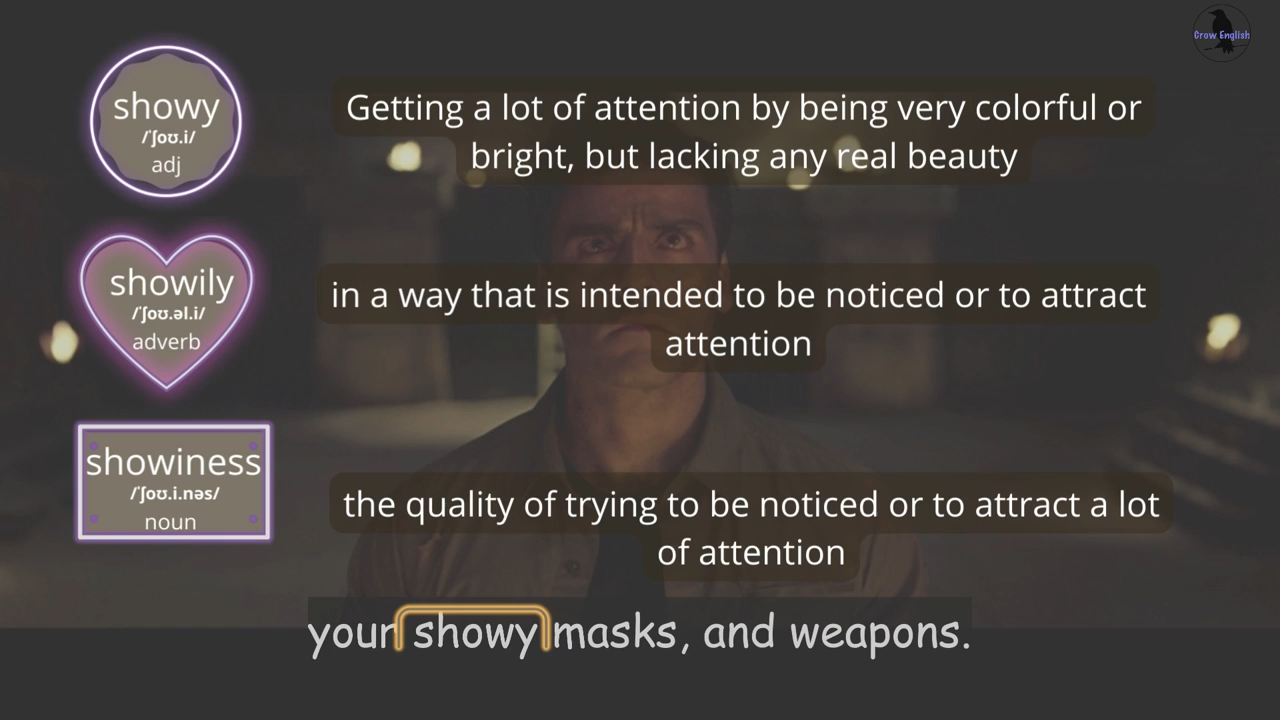 Crow English
showy
/ˈʃoʊ.i/
adj
Getting a lot of attention by being very colorful or
bright, but lacking any real beauty
showily
/ˈʃoʊ.əl.i/
adverb
in a way that is intended to be noticed or to attract
attention
showiness
/ˈʃoʊ.i.nəs/
noun
the quality of trying to be noticed or to attract a lot
of attention
your showy masks, and weapons.